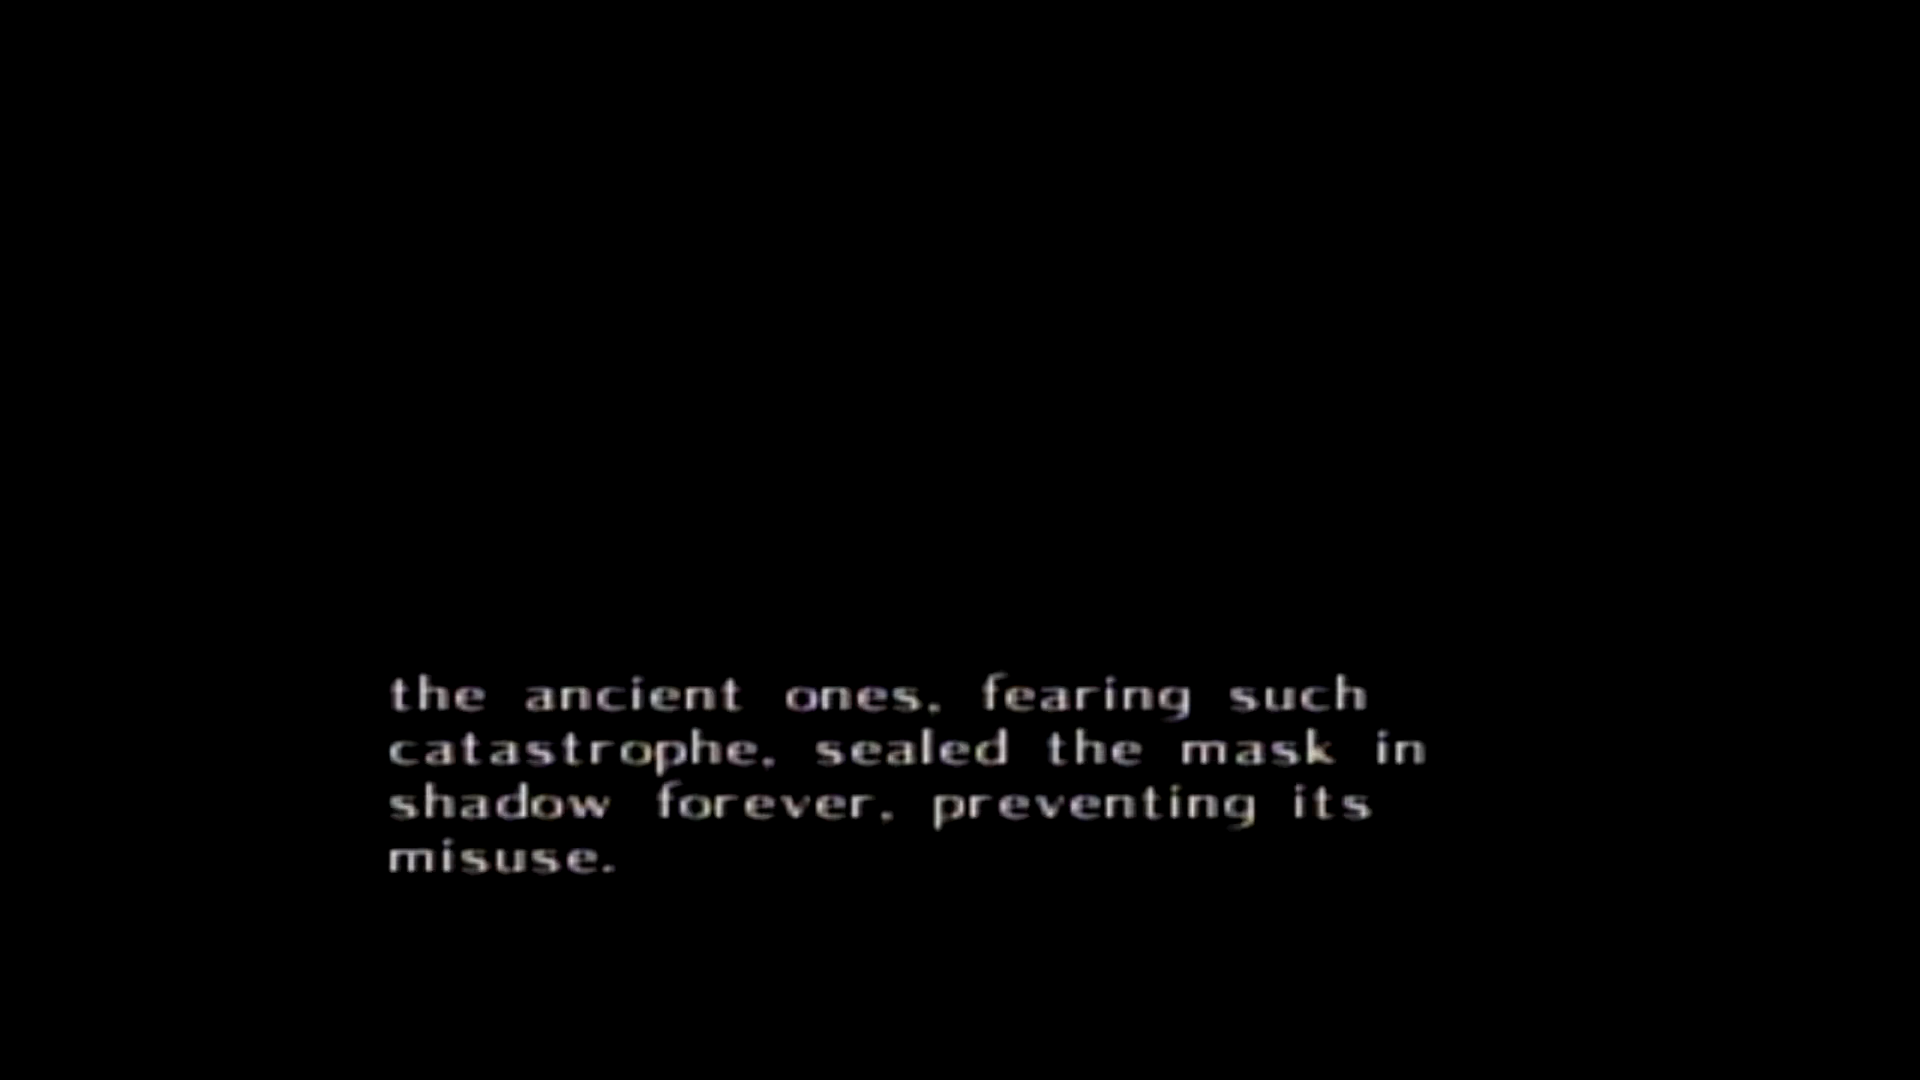 the ancient ones, fearing such
catastrophe, sealed the mask in
shadow forever, preventing its
misuse.